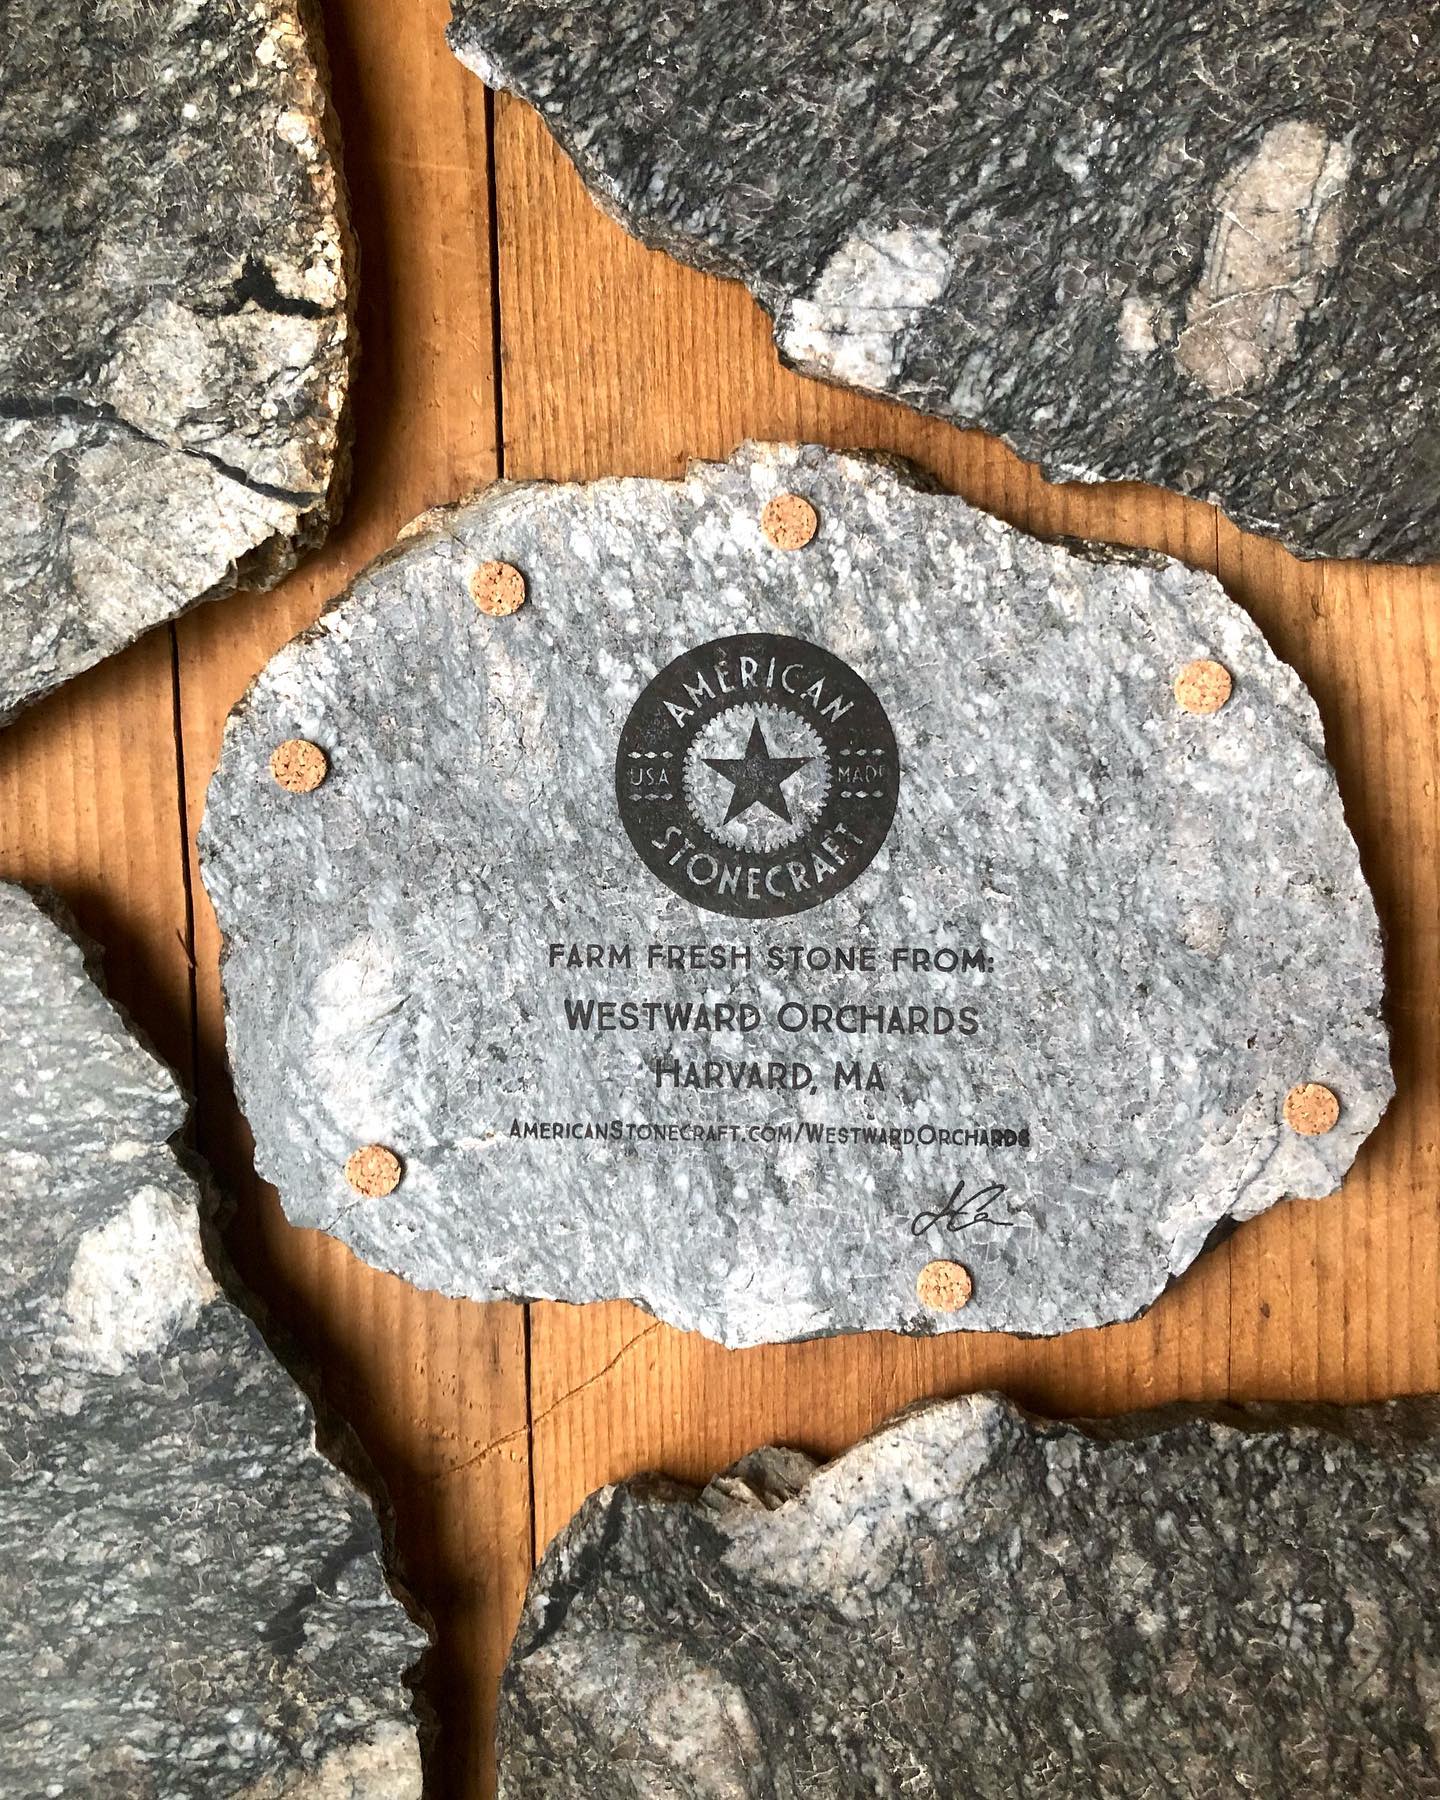 AMERICAN
USA MADE
STONECRAFT
FARM FRESH STONE FROM:
WESTWARD ORCHARDS
HARVARD, MA
AMERICANSTONECRAFT.COM/WESTWARDORCHARDS